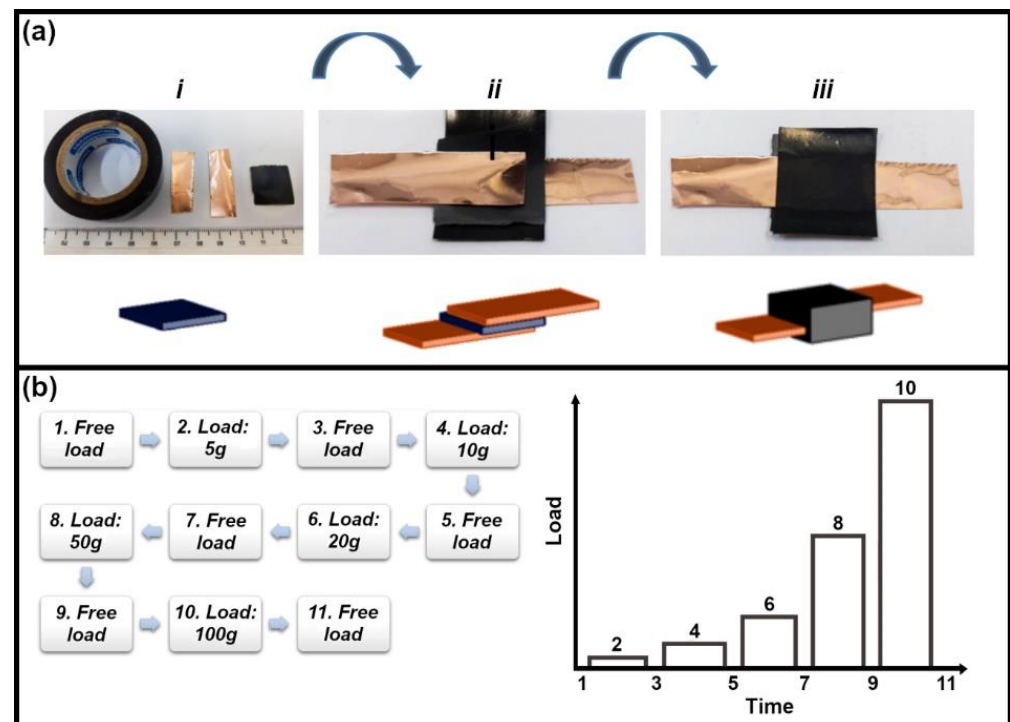 (a)
i
ii
iii
(b)
1. Free
load
2. Load:
5g
3. Free
load
4. Load:
10g
8. Load:
50g
7. Free
load
6. Load:
20g
5. Free
load
9. Free
load
10. Load:
100g
11. Free
load
Load
10
8
6
4
2
1 3 5 7 9 11
Time